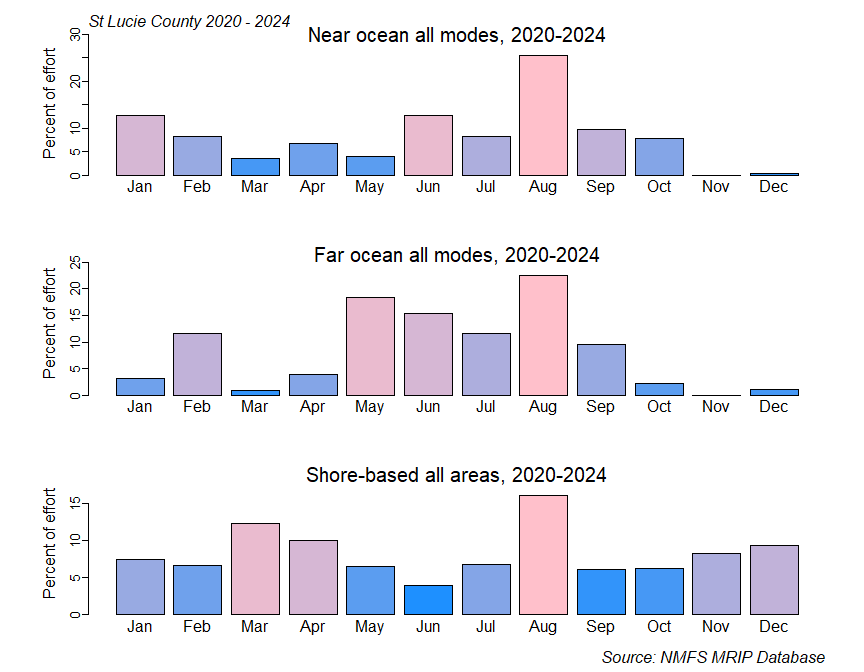 St Lucie County 2020 - 2024
Near ocean all modes, 2020-2024
Percent of effort
0 5 10 20 30
Jan Feb Mar Apr May Jun Jul Aug Sep Oct Nov Dec
Far ocean all modes, 2020-2024
Percent of effort
0 5 10 15 20 25
Jan Feb Mar Apr May Jun Jul Aug Sep Oct Nov Dec
Shore-based all areas, 2020-2024
Percent of effort
0 5 10 15
Jan Feb Mar Apr May Jun Jul Aug Sep Oct Nov Dec
Source: NMFS MRIP Database